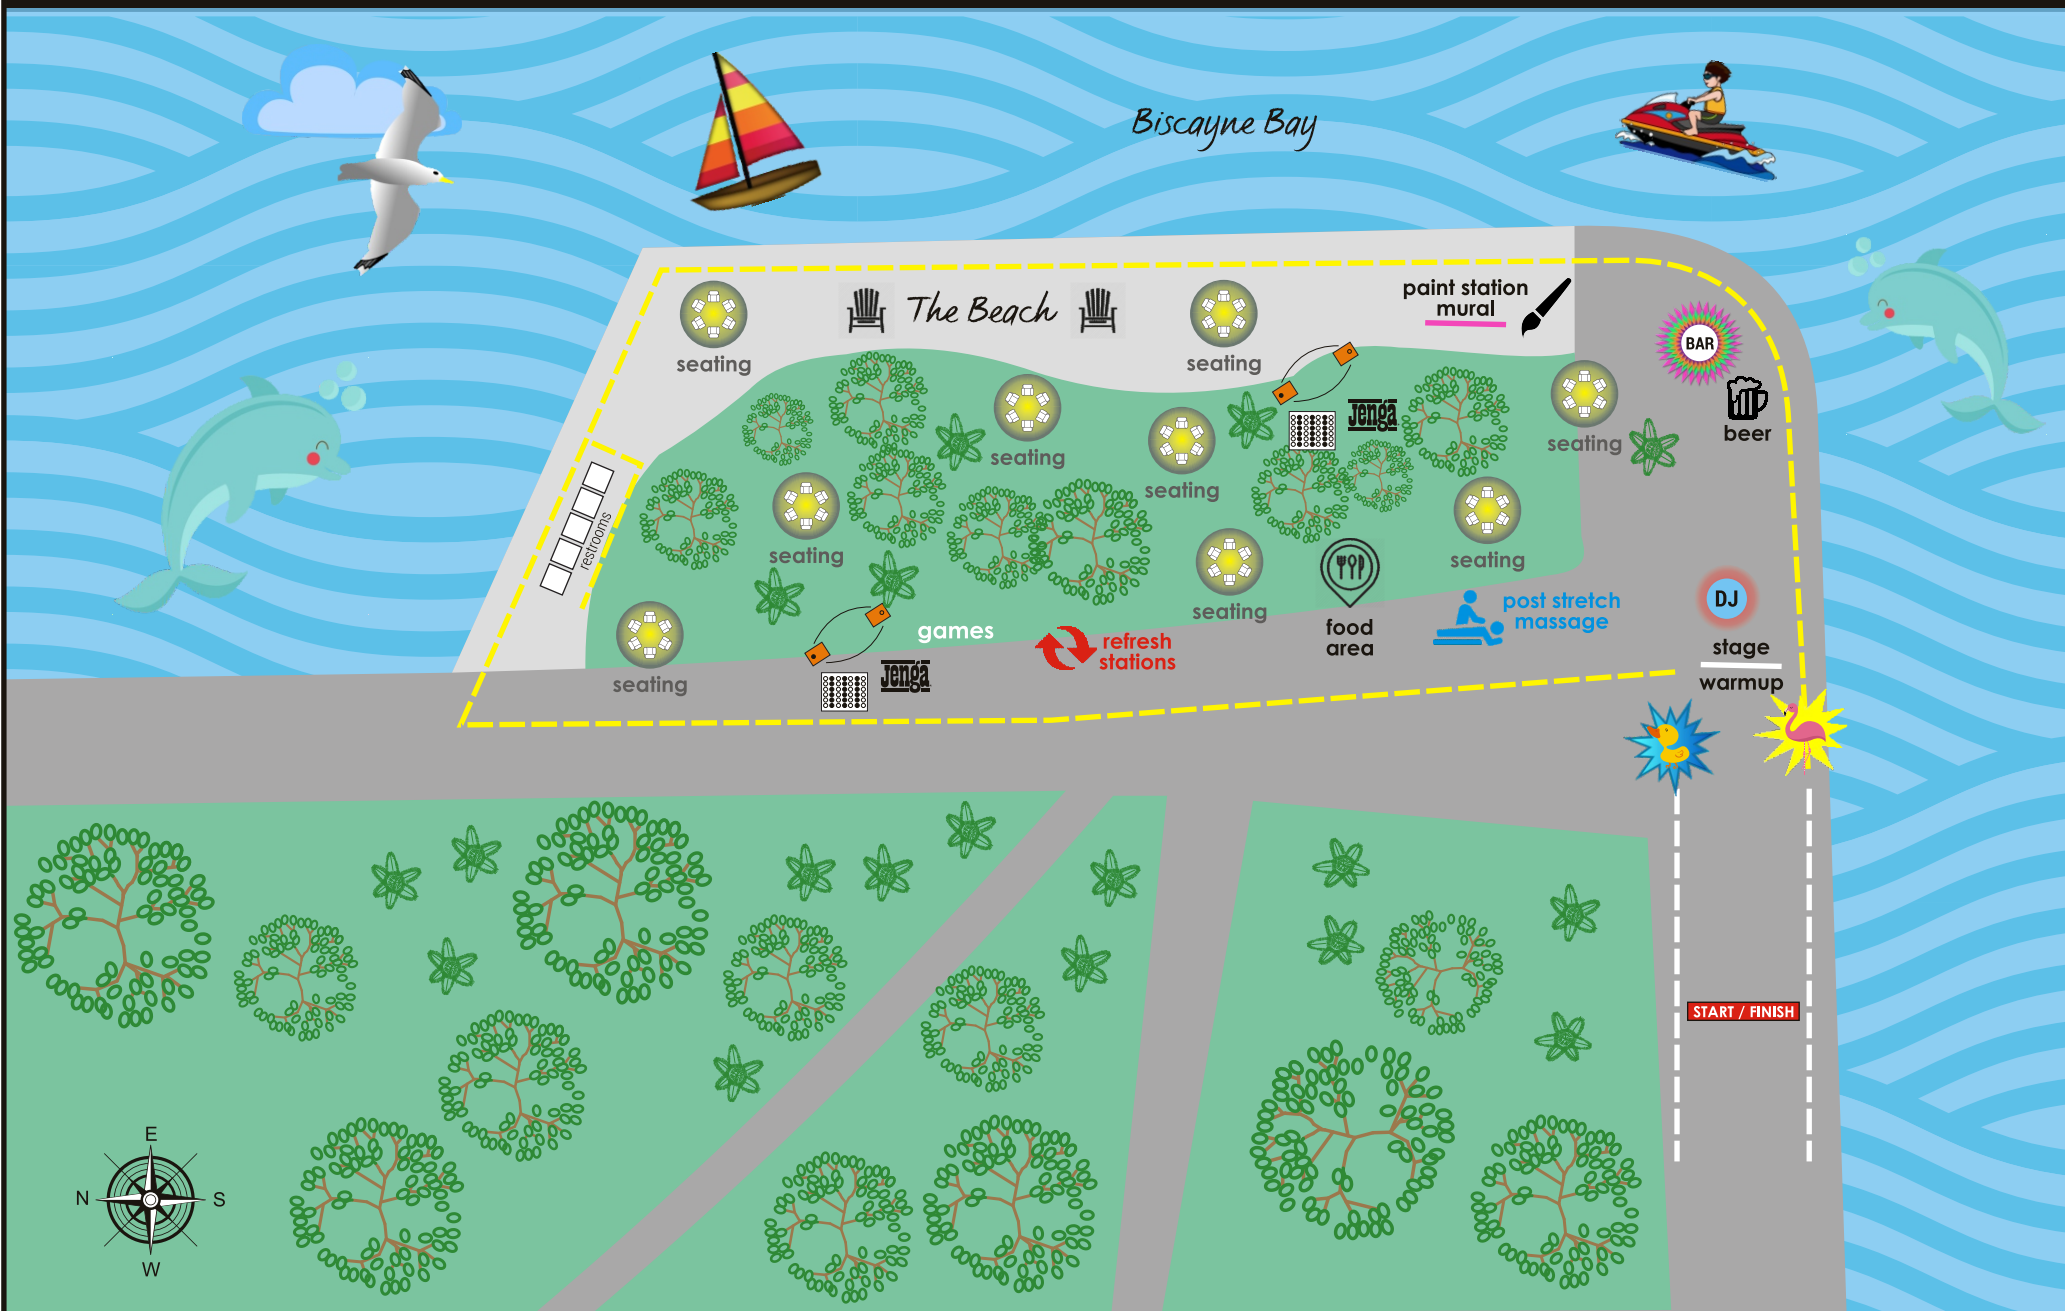 Biscayne Bay
The Beach
paint station
mural
seating
seating
BAR
beer
Jenga
seating
seating
seating
seating
seating
seating
restrooms
seating
games
refresh
stations
food
area
post stretch
massage
DJ
stage
warmup
Jenga
START / FINISH
E
N
S
W